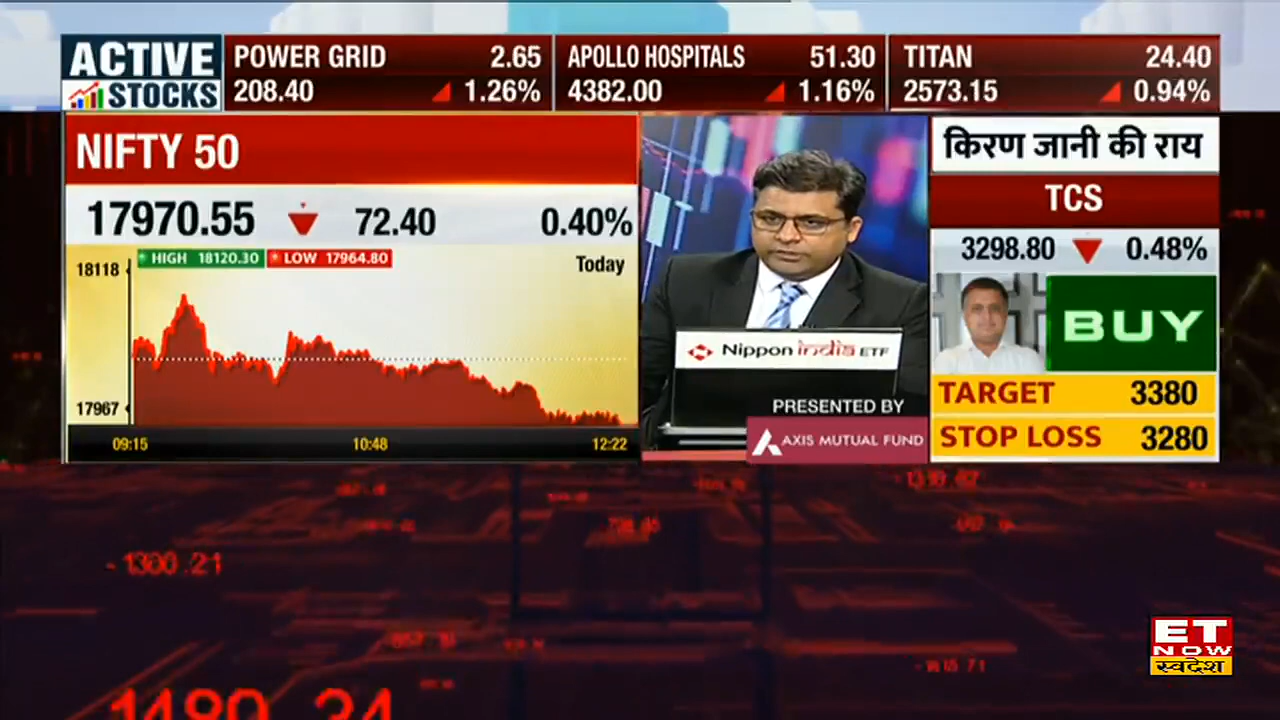 ACTIVE
STOCKS
POWER GRID 2.65
208.40 1.26%
APOLLO HOSPITALS 51.30
4382.00 1.16%
TITAN 24.40
2573.15 0.94%
NIFTY 50
17970.55 72.40 0.40%
HIGH 18120.30 LOW 17964.80
Today
18118
17967
09:15 10:48 12:22
Nippon india ETF
PRESENTED BY
AXIS MUTUAL FUND
किरण जानी की राय
TCS
3298.80 0.48%
BUY
TARGET 3380
STOP LOSS 3280
-1300.21
ET
NOW
स्वदेश